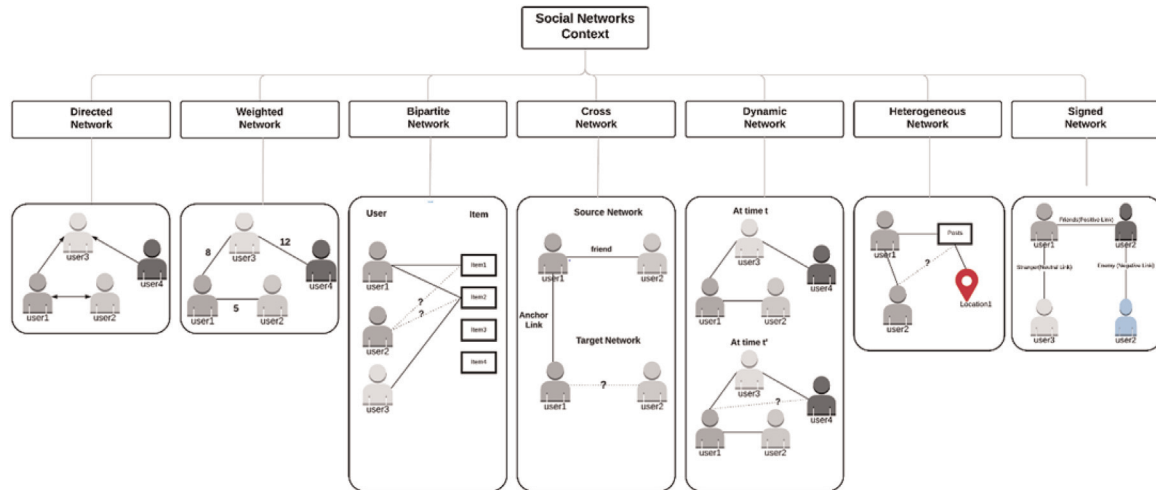 Social Networks
Context
Directed
Network
Weighted
Network
Bipartite
Network
Cross
Network
Dynamic
Network
Heterogeneous
Network
Signed
Network
user3
user4
user1
user2
8
12
user3
user4
5
user1
user2
User
Item
Item1
user1
?
Item2
?
user2
Item3
Item4
user3
Source Network
friend
user1
user2
Anchor
Link
Target Network
?
user1
user2
At time t
user3
user4
user1
user2
At time t'
user3
?
user4
user1
user2
Posts
user1
?
Location1
user2
Friends(Positive Link)
user1
user2
Stranger(Neutral Link)
Enemy (Negative Link)
user3
user2